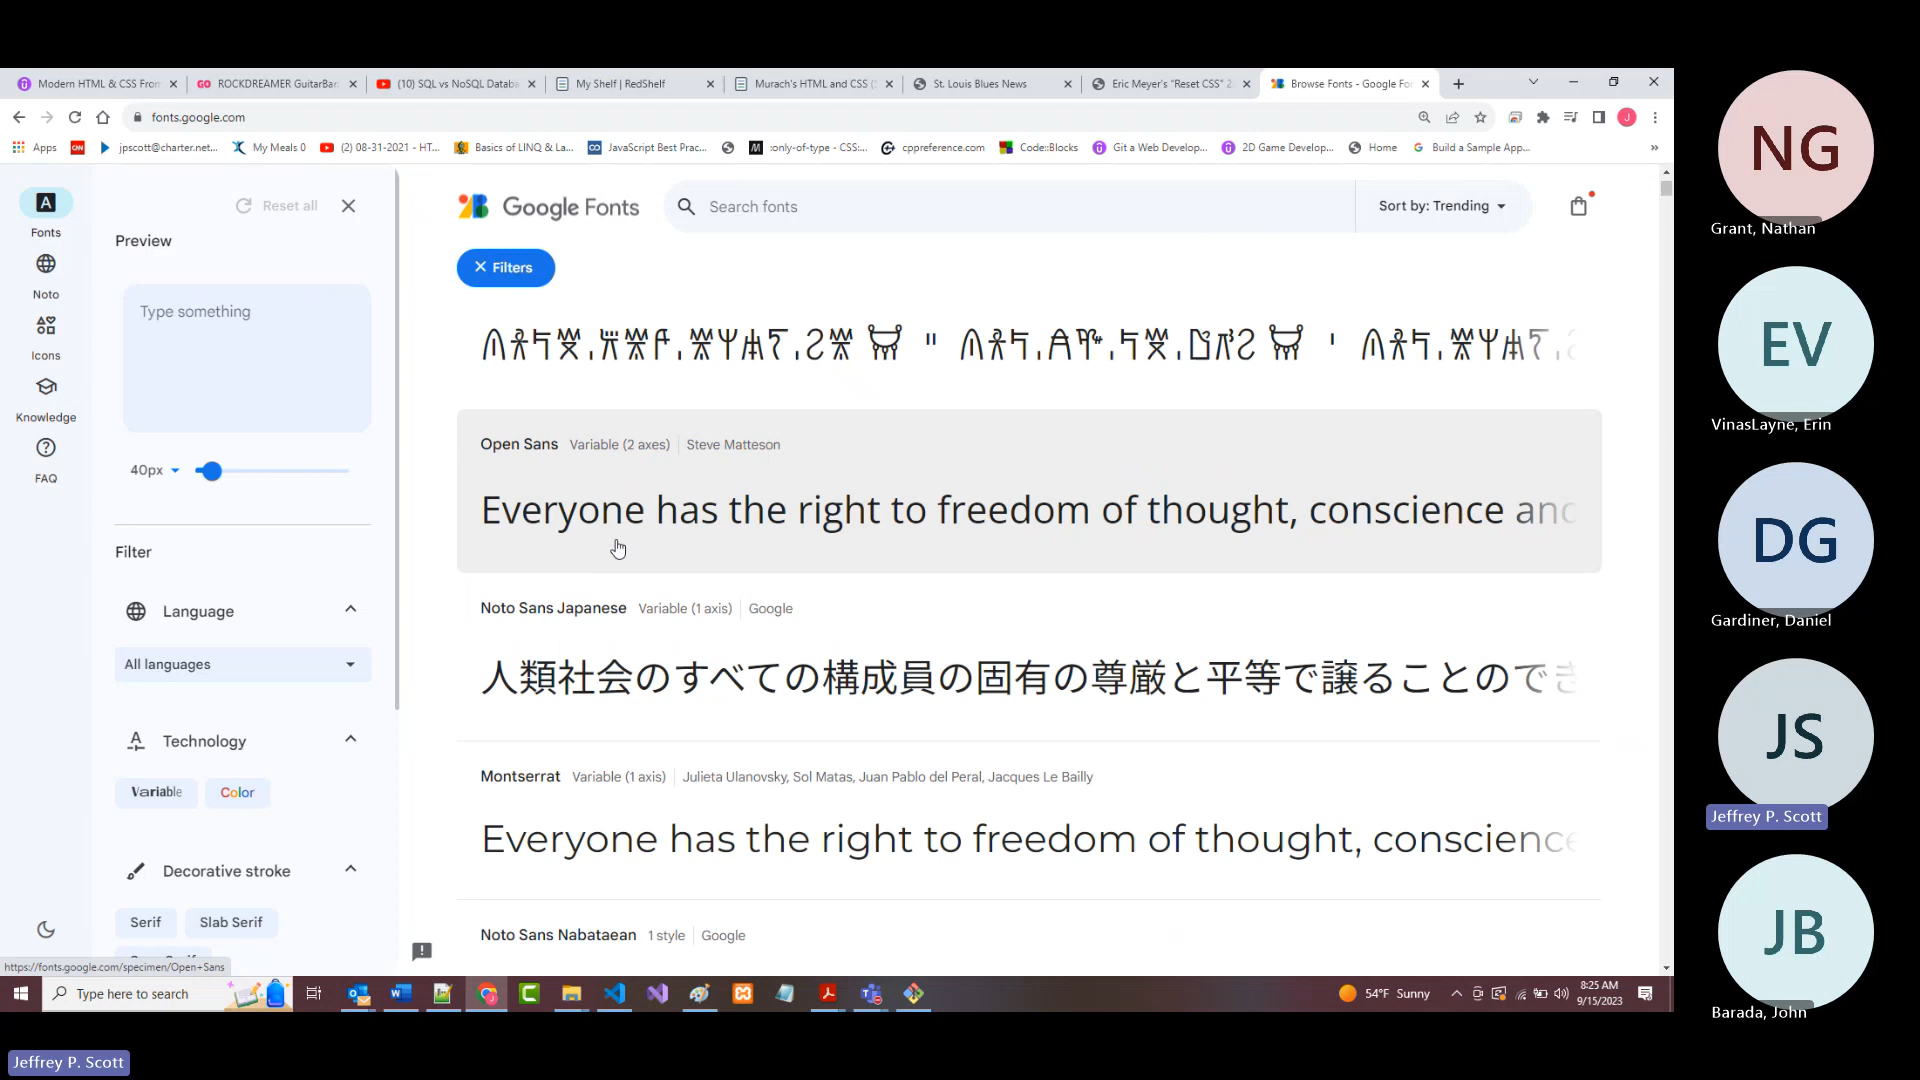 Modern HTML & CSS From
ROCKDREAMER GuitarBar
(10) SQL vs NoSQL Databa
My Shelf | RedShelf
Murach's HTML and CSS (
St. Louis Blues News
Eric Meyer's "Reset CSS" 2.
Browse Fonts - Google Fo
fonts.google.com
Apps
jpscott@charter.net...
My Meals 0
(2) 08-31-2021 - HT...
Basics of LINQ & La...
JavaScript Best Prac...
:only-of-type - CSS:...
cppreference.com
Code::Blocks
Git a Web Develop...
2D Game Develop...
Home
Build a Sample App...
Reset all
Fonts
Noto
Icons
Knowledge
FAQ
Preview
Type something
40px
Filter
Language
All languages
Technology
Variable
Color
Decorative stroke
Serif
Slab Serif
Google Fonts
Search fonts
Sort by: Trending
Filters
Open Sans Variable (2 axes) Steve Matteson
Everyone has the right to freedom of thought, conscience and
Noto Sans Japanese Variable (1 axis) Google
人類社会のすべての構成員の固有の尊厳と平等で譲ることのでき
Montserrat Variable (1 axis) Julieta Ulanovsky, Sol Matas, Juan Pablo del Peral, Jacques Le Bailly
Everyone has the right to freedom of thought, conscience
Noto Sans Nabataean 1 style Google
https://fonts.google.com/specimen/Open+Sans
Type here to search
54°F Sunny
8:25 AM
9/15/2023
NG
Grant, Nathan
EV
VinasLayne, Erin
DG
Gardiner, Daniel
JS
Jeffrey P. Scott
JB
Barada, John
Jeffrey P. Scott